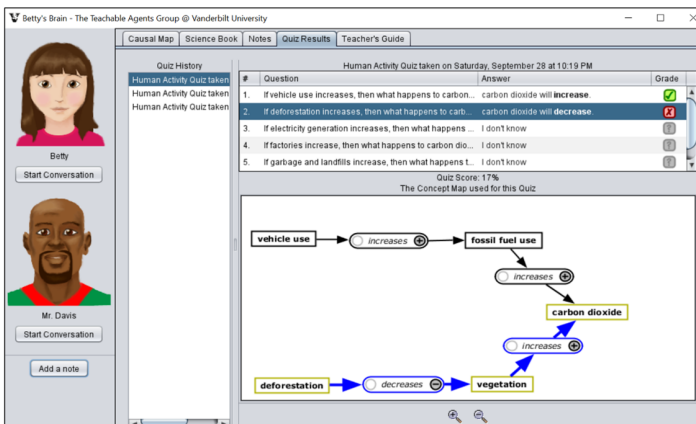 Betty's Brain - The Teachable Agents Group @ Vanderbilt University
Causal Map Science Book Notes Quiz Results Teacher's Guide
Betty
Start Conversation
Mr. Davis
Start Conversation
Add a note
Quiz History
Human Activity Quiz taken
Human Activity Quiz taken
Human Activity Quiz taken
Human Activity Quiz taken on Saturday, September 28 at 10:19 PM
# Question Answer Grade
1. If vehicle use increases, then what happens to carbon... carbon dioxide will increase.
2. If deforestation increases, then what happens to carb... carbon dioxide will decrease.
3. If electricity generation increases, then what happens ... I don't know
4. If factories increase, then what happens to carbon dio... I don't know
5. If garbage and landfills increase, then what happens t... I don't know
Quiz Score: 17%
The Concept Map used for this Quiz
vehicle use increases fossil fuel use
increases
carbon dioxide
increases
deforestation decreases vegetation